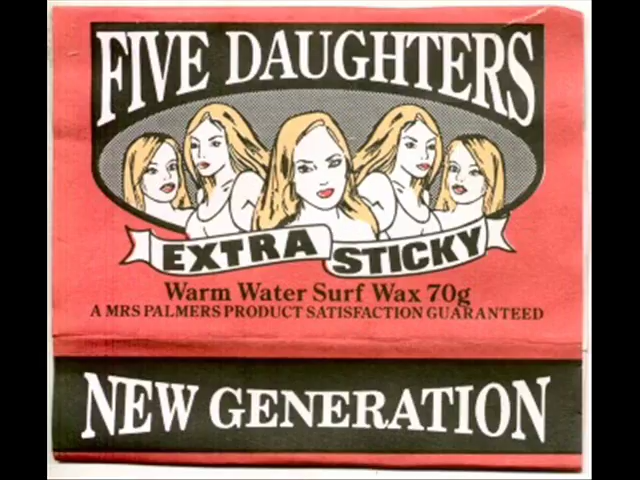 FIVE DAUGHTERS
EXTRA STICKY
Warm Water Surf Wax 70g
A MRS PALMERS PRODUCT SATISFACTION GUARANTEED
NEW GENERATION